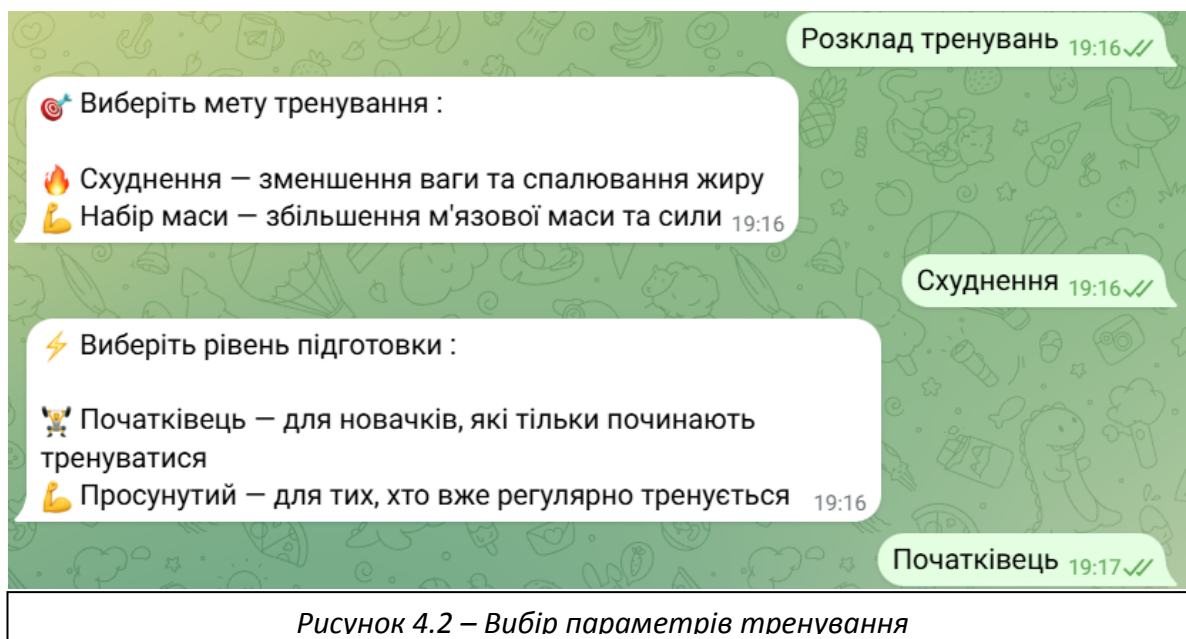 Розклад тренувань 19:16
🎯 Виберіть мету тренування :
🔥 Схуднення — зменшення ваги та спалювання жиру
💪 Набір маси — збільшення м'язової маси та сили 19:16
Схуднення 19:16
⚡ Виберіть рівень підготовки :
🏋 Початківець — для новачків, які тільки починають
тренуватися
💪 Просунутий — для тих, хто вже регулярно тренується 19:16
Початківець 19:17
Рисунок 4.2 – Вибір параметрів тренування